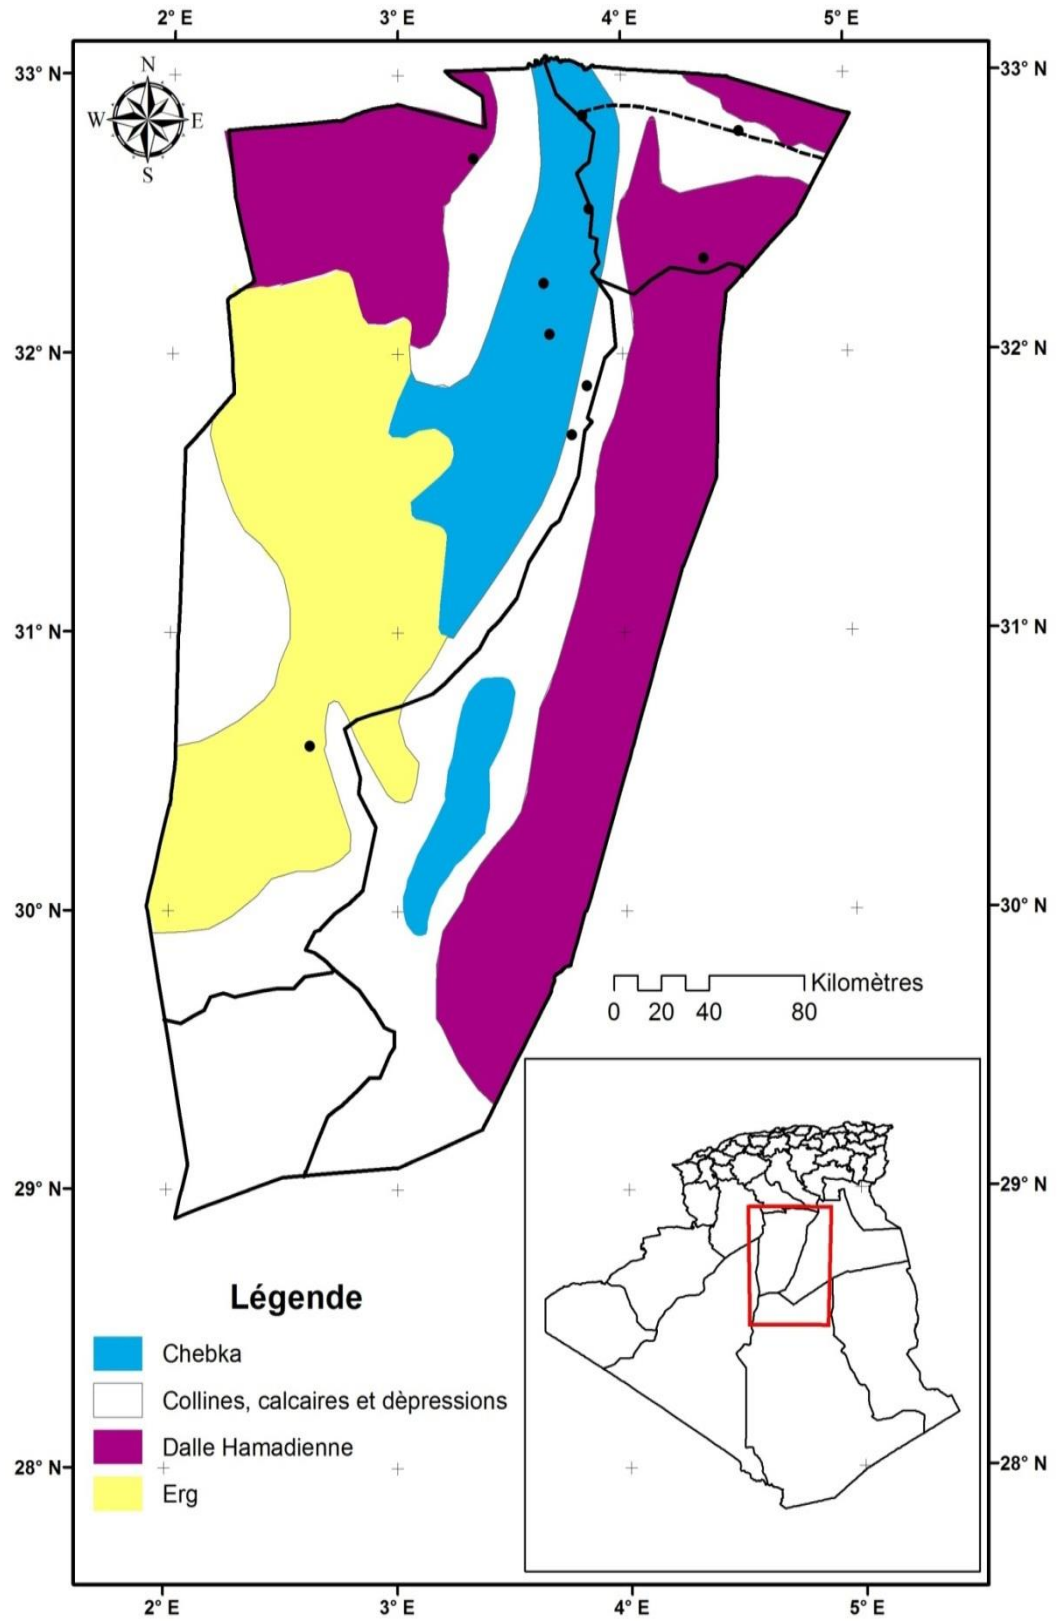 2° E 3° E 4° E 5° E
33° N 33° N
N
W E
S
32° N 32° N
31° N 31° N
30° N 30° N
Kilomètres
0 20 40 80
29° N 29° N
Légende
Chebka
Collines, calcaires et dèpressions
Dalle Hamadienne
28° N 28° N
Erg
2° E 3° E 4° E 5° E